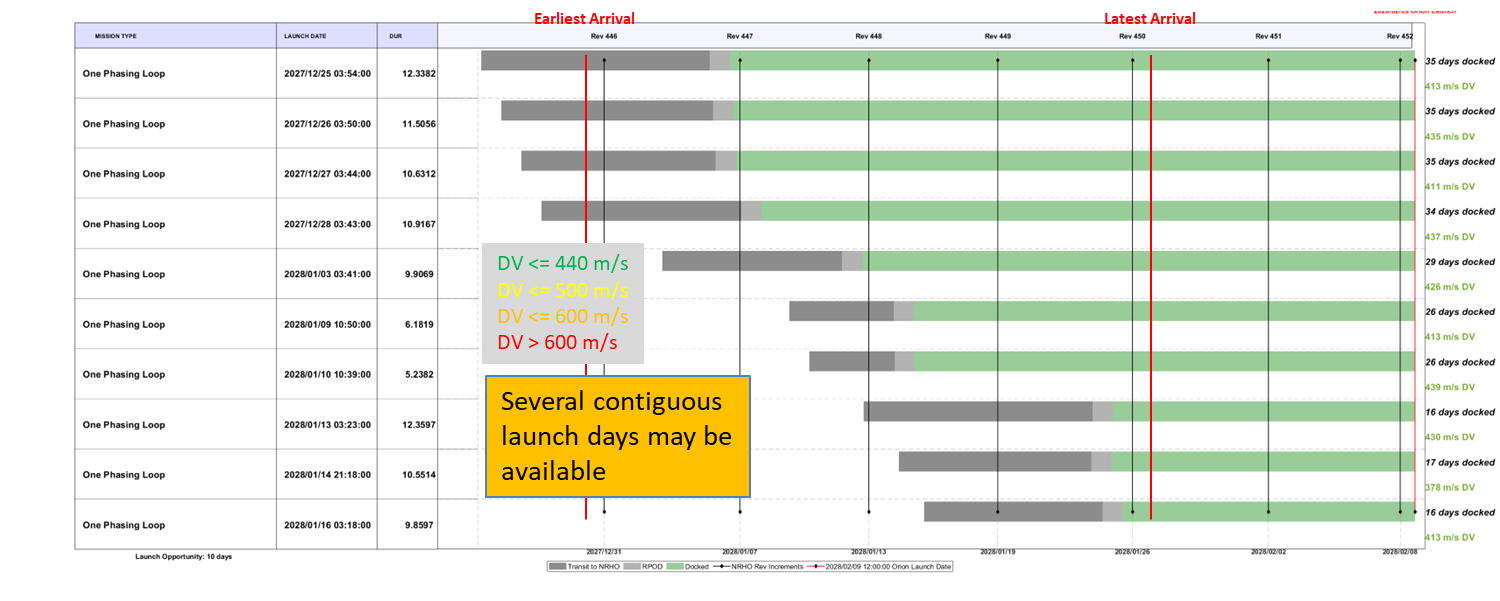 Earliest Arrival
Latest Arrival
2028/02/09 Orion Launch
MISSION TYPE LAUNCH DATE DUR Rev 446 Rev 447 Rev 448 Rev 449 Rev 450 Rev 451 Rev 452
One Phasing Loop 2027/12/25 03:54:00 12.3382 35 days docked
413 m/s DV
One Phasing Loop 2027/12/26 03:50:00 11.5056 35 days docked
435 m/s DV
One Phasing Loop 2027/12/27 03:44:00 10.6312 35 days docked
411 m/s DV
One Phasing Loop 2027/12/28 03:43:00 10.9167 34 days docked
437 m/s DV
One Phasing Loop 2028/01/03 03:41:00 9.9069 29 days docked
426 m/s DV
One Phasing Loop 2028/01/09 10:50:00 6.1819 26 days docked
413 m/s DV
One Phasing Loop 2028/01/10 10:39:00 5.2382 26 days docked
439 m/s DV
One Phasing Loop 2028/01/13 03:23:00 12.3597 16 days docked
430 m/s DV
One Phasing Loop 2028/01/14 21:18:00 10.5514 17 days docked
378 m/s DV
One Phasing Loop 2028/01/16 03:18:00 9.8597 16 days docked
413 m/s DV
DV <= 440 m/s
DV <= 500 m/s
DV <= 600 m/s
DV > 600 m/s
Several contiguous
launch days may be
available
2027/12/31 2028/01/07 2028/01/13 2028/01/19 2028/01/26 2028/02/02 2028/02/08
Launch Opportunity: 10 days
Transit to NRHO RPOD Docked NRHO Rev Increments 2028/02/09 12:00:00 Orion Launch Date